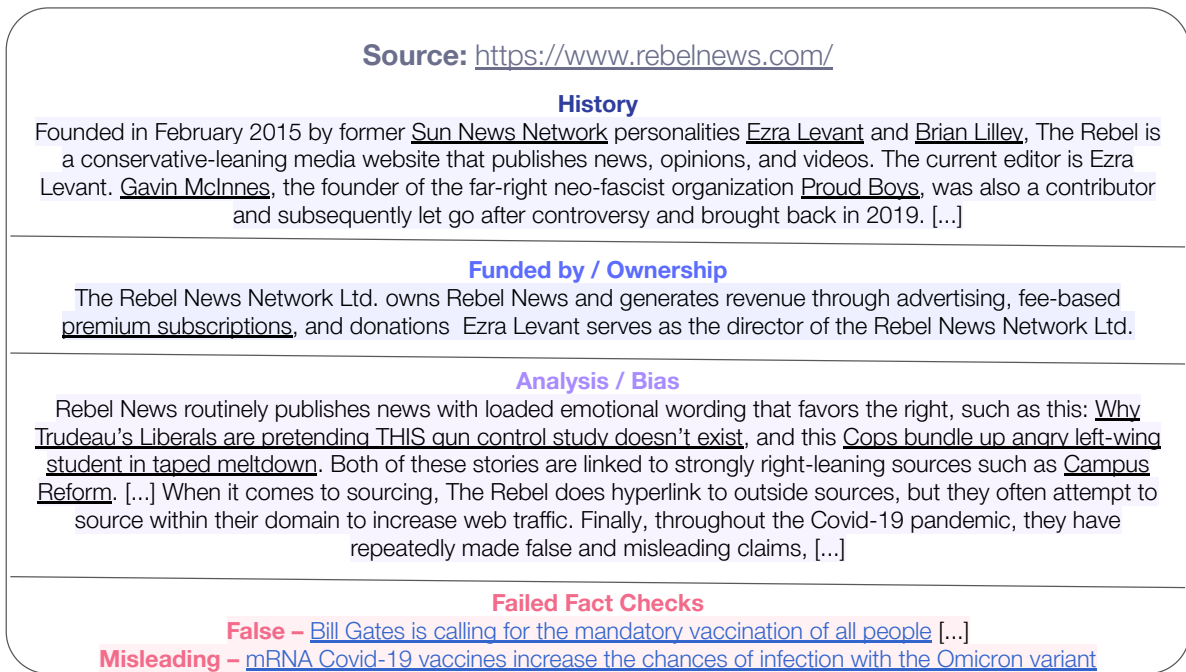 Source: https://www.rebelnews.com/
History
Founded in February 2015 by former Sun News Network personalities Ezra Levant and Brian Lilley, The Rebel is
a conservative-leaning media website that publishes news, opinions, and videos. The current editor is Ezra
Levant. Gavin McInnes, the founder of the far-right neo-fascist organization Proud Boys, was also a contributor
and subsequently let go after controversy and brought back in 2019. [...]
Funded by / Ownership
The Rebel News Network Ltd. owns Rebel News and generates revenue through advertising, fee-based
premium subscriptions, and donations  Ezra Levant serves as the director of the Rebel News Network Ltd.
Analysis / Bias
Rebel News routinely publishes news with loaded emotional wording that favors the right, such as this: Why
Trudeau's Liberals are pretending THIS gun control study doesn't exist, and this Cops bundle up angry left-wing
student in taped meltdown. Both of these stories are linked to strongly right-leaning sources such as Campus
Reform. [...] When it comes to sourcing, The Rebel does hyperlink to outside sources, but they often attempt to
source within their domain to increase web traffic. Finally, throughout the Covid-19 pandemic, they have
repeatedly made false and misleading claims, [...]
Failed Fact Checks
False – Bill Gates is calling for the mandatory vaccination of all people [...]
Misleading – mRNA Covid-19 vaccines increase the chances of infection with the Omicron variant